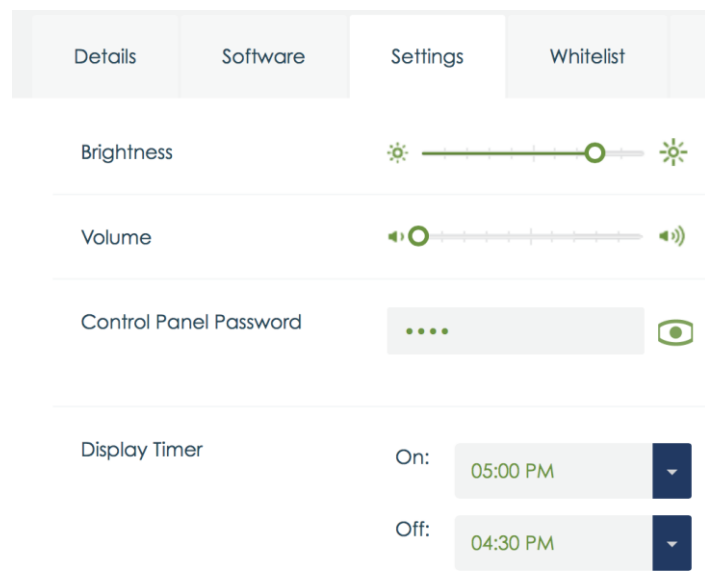 Details Software Settings Whitelist
Brightness
Volume
Control Panel Password ••••
Display Timer On: 05:00 PM
Off: 04:30 PM